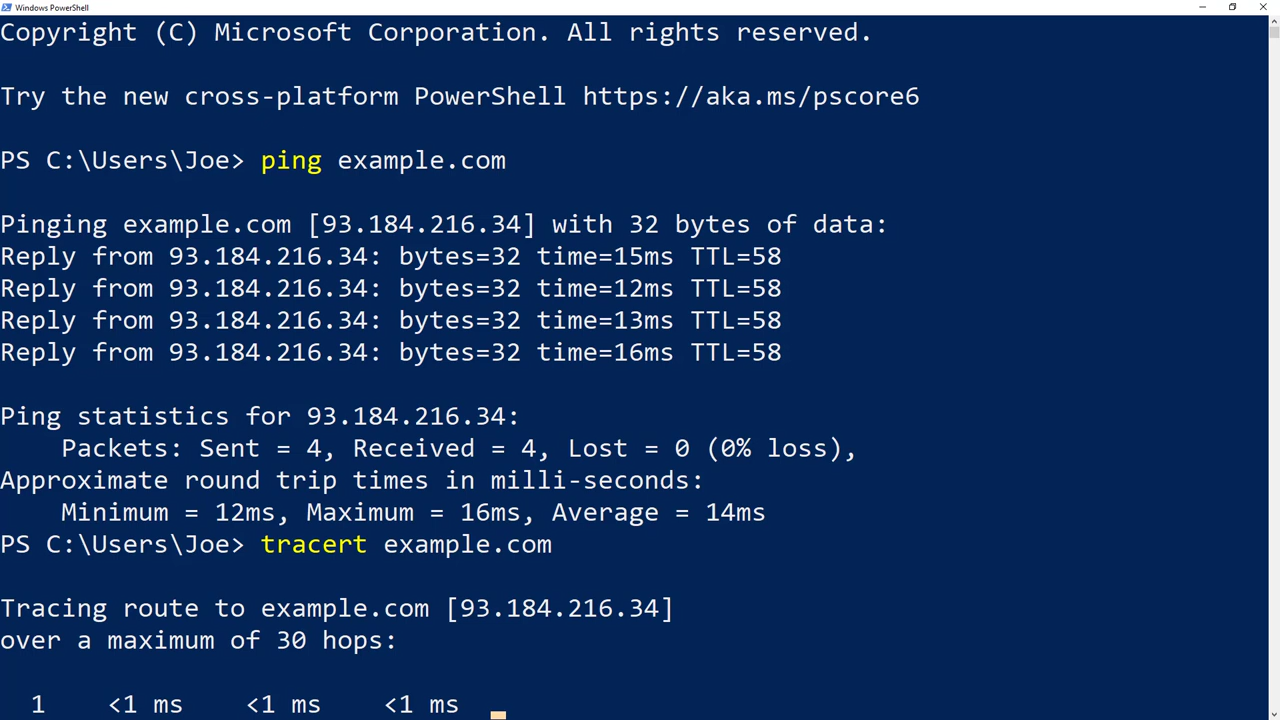 Windows PowerShell
Copyright (C) Microsoft Corporation. All rights reserved.
Try the new cross-platform PowerShell https://aka.ms/pscore6
PS C:\Users\Joe> ping example.com
Pinging example.com [93.184.216.34] with 32 bytes of data:
Reply from 93.184.216.34: bytes=32 time=15ms TTL=58
Reply from 93.184.216.34: bytes=32 time=12ms TTL=58
Reply from 93.184.216.34: bytes=32 time=13ms TTL=58
Reply from 93.184.216.34: bytes=32 time=16ms TTL=58
Ping statistics for 93.184.216.34:
    Packets: Sent = 4, Received = 4, Lost = 0 (0% loss),
Approximate round trip times in milli-seconds:
    Minimum = 12ms, Maximum = 16ms, Average = 14ms
PS C:\Users\Joe> tracert example.com
Tracing route to example.com [93.184.216.34]
over a maximum of 30 hops:
  1    <1 ms    <1 ms    <1 ms